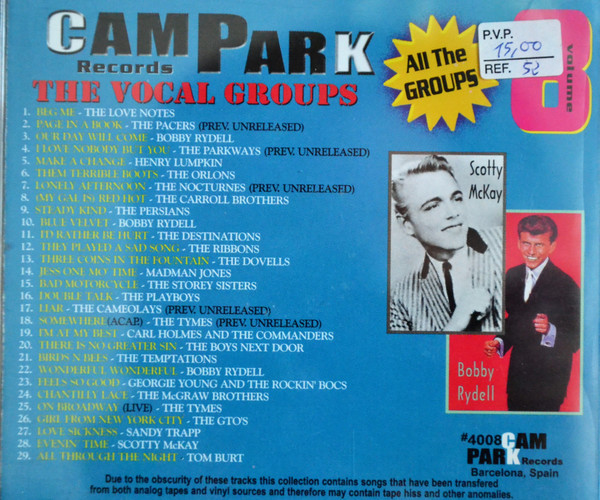 CAMPARK
Records
THE VOCAL GROUPS
All The
GROUPS
P.V.P.
15,00
REF. 52
8
volume
1. BEG ME - THE LOVE NOTES
2. PAGE IN A BOOK - THE PACERS (PREV. UNRELEASED)
3. OUR DAY WILL COME - BOBBY RYDELL
4. I LOVE NOBODY BUT YOU - THE PARKWAYS (PREV. UNRELEASED)
5. MAKE A CHANGE - HENRY LUMPKIN
6. THEM TERRIBLE BOOTS - THE ORLONS
7. LONELY AFTERNOON - THE NOCTURNES (PREV. UNRELEASED)
8. (MY GAL IS) RED HOT - THE CARROLL BROTHERS
9. STEADY KIND - THE PERSIANS
10. BLUE VELVET - BOBBY RYDELL
11. I'D RATHER BE HURT - THE DESTINATIONS
12. THEY PLAYED A SAD SONG - THE RIBBONS
13. THREE COINS IN THE FOUNTAIN - THE DOVELLS
14. JESS ONE MO' TIME - MADMAN JONES
15. BAD MOTORCYCLE - THE STOREY SISTERS
16. DOUBLE TALK - THE PLAYBOYS
17. LIAR - THE CAMEOLAYS (PREV. UNRELEASED)
18. SOMEWHERE(ACAP.) - THE TYMES (PREV. UNRELEASED)
19. I'M AT MY BEST - CARL HOLMES AND THE COMMANDERS
20. THERE IS NO GREATER SIN - THE BOYS NEXT DOOR
21. BIRDS N BEES - THE TEMPTATIONS
22. WONDERFUL WONDERFUL - BOBBY RYDELL
23. FEELS SO GOOD - GEORGIE YOUNG AND THE ROCKIN' BOCS
24. CHANTILLY LACE - THE McGRAW BROTHERS
25. ON BROADWAY (LIVE) - THE TYMES
26. GIRL FROM NEW YORK CITY - THE GTO'S
27. LOVE SICKNESS - SANDY TRAPP
28. EVENIN' TIME - SCOTTY McKAY
29. ALL THROUGH THE NIGHT - TOM BURT
Scotty
McKay
Bobby
Rydell
#4008 CAM
PARK Records
Barcelona, Spain
Due to the obscurity of these tracks this collection contains songs that have been transfered
from both analog tapes and vinyl sources and therefore may contain tape hiss and other anomalies.